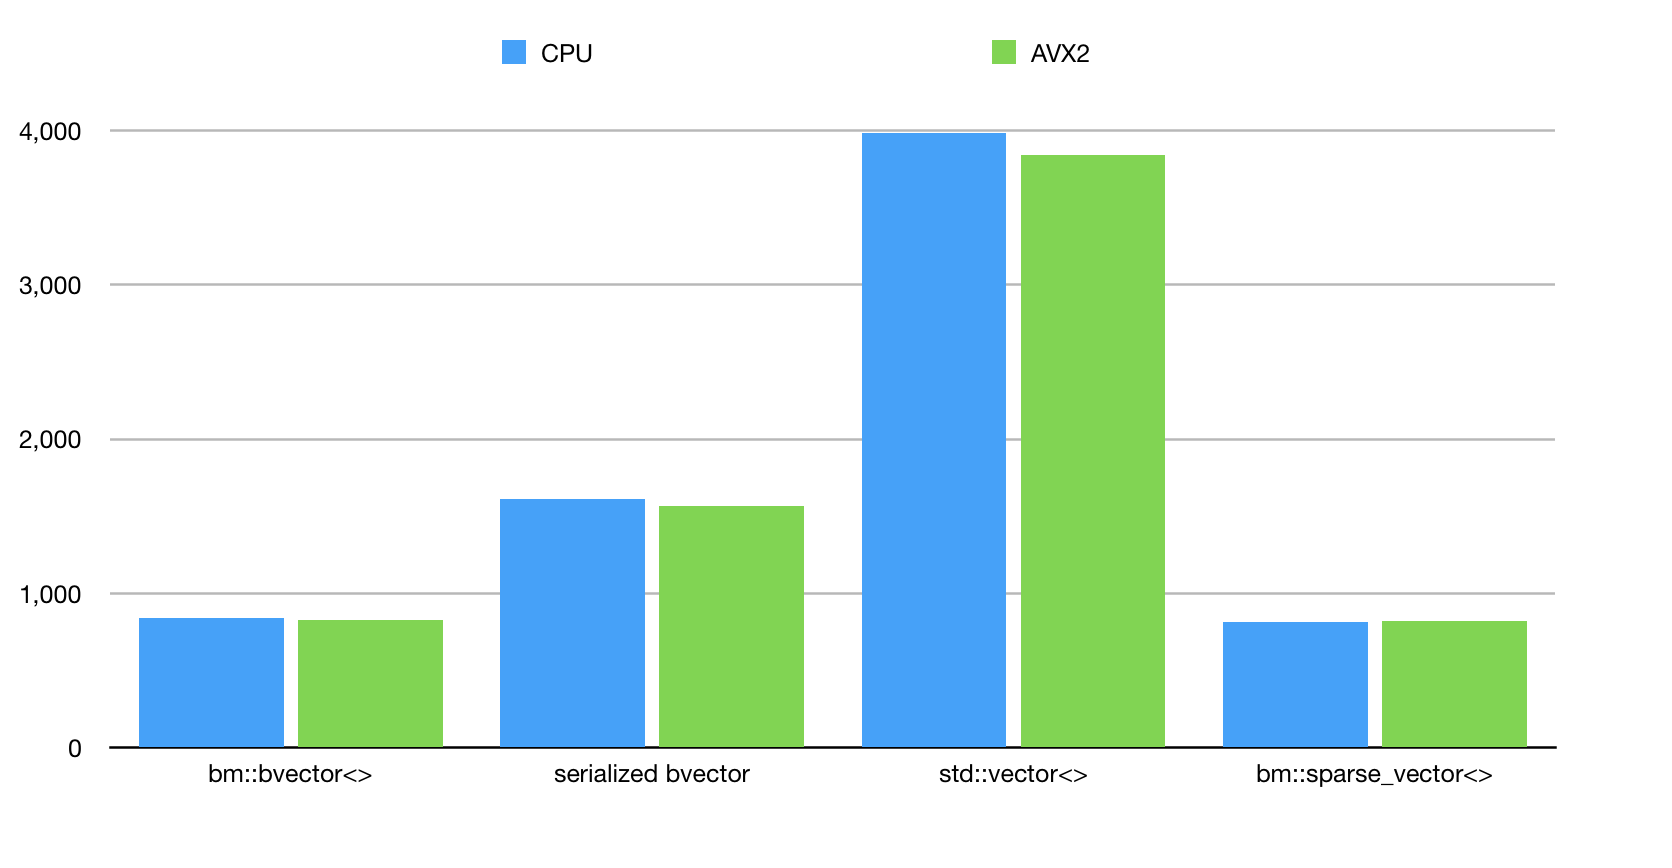 CPU AVX2
4,000
3,000
2,000
1,000
0
bm::bvector<> serialized bvector std::vector<> bm::sparse_vector<>